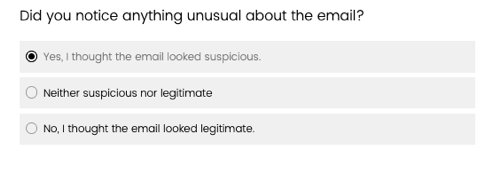 Did you notice anything unusual about the email?
Yes, I thought the email looked suspicious.
Neither suspicious nor legitimate
No, I thought the email looked legitimate.